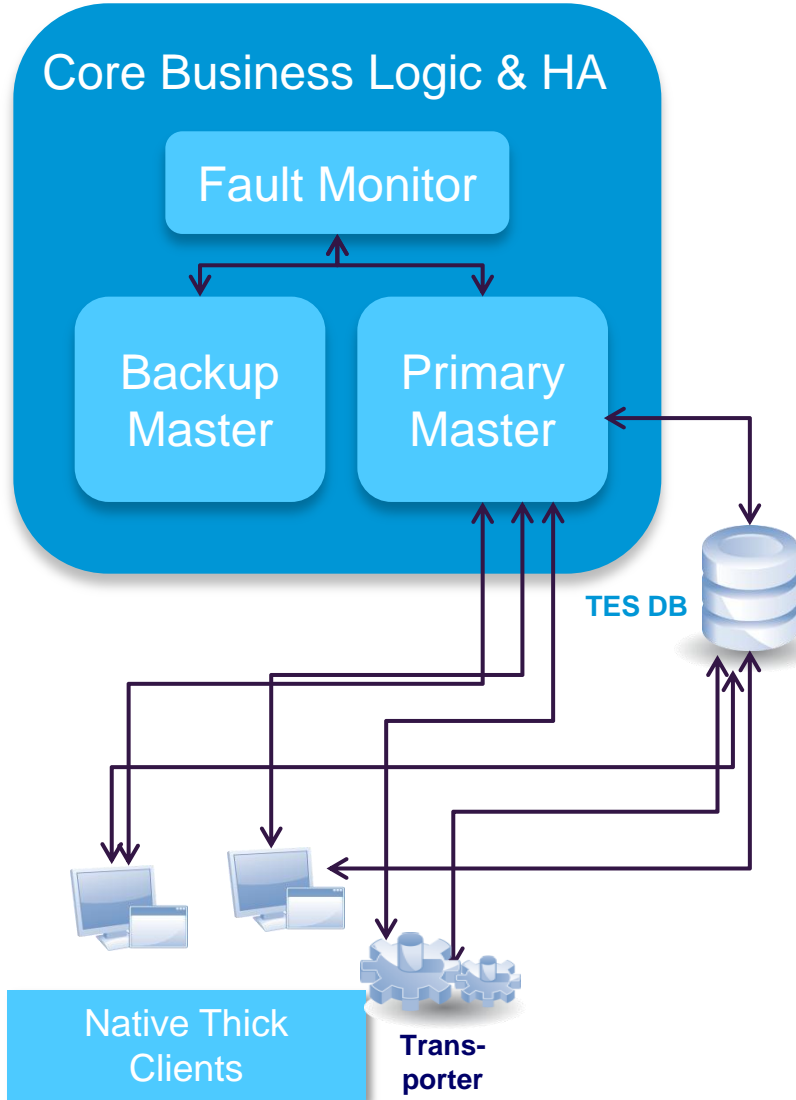 Core Business Logic & HA
Fault Monitor
Backup
Master
Primary
Master
TES DB
Native Thick
Clients
Trans-
porter